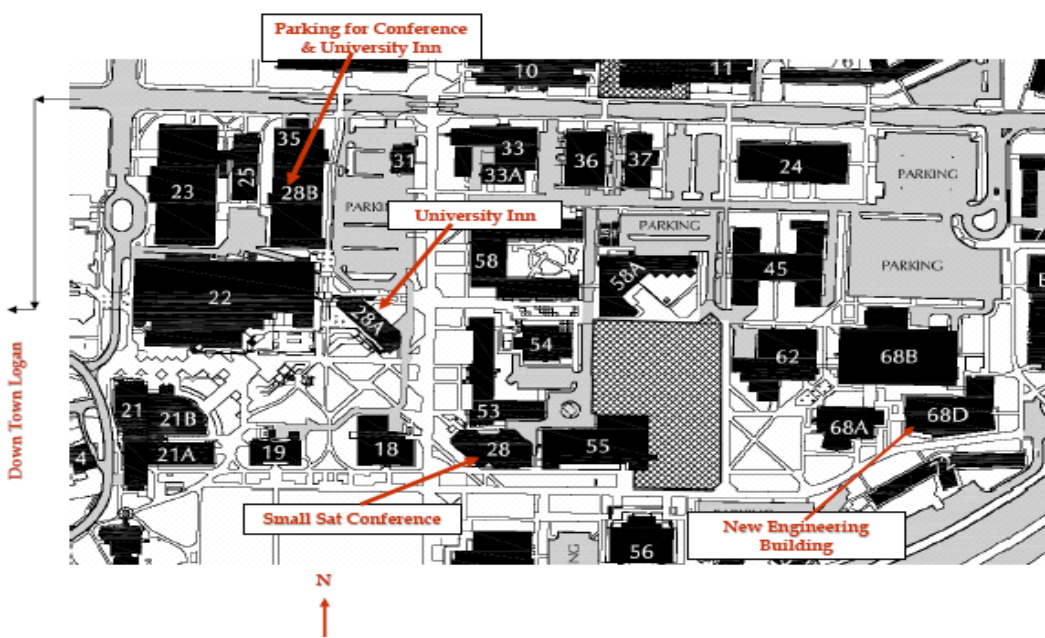 Parking for Conference
& University Inn
10
11
35
33
36
37
31
25
33A
24
23
28B
PARKING
PARKIN
University Inn
PARKING
58
58A
45
PARKING
22
28A
54
62
68B
53
21
21B
68A
68D
18
28
55
4
21A
19
Down Town Logan
Small Sat Conference
New Engineering
Building
56
N